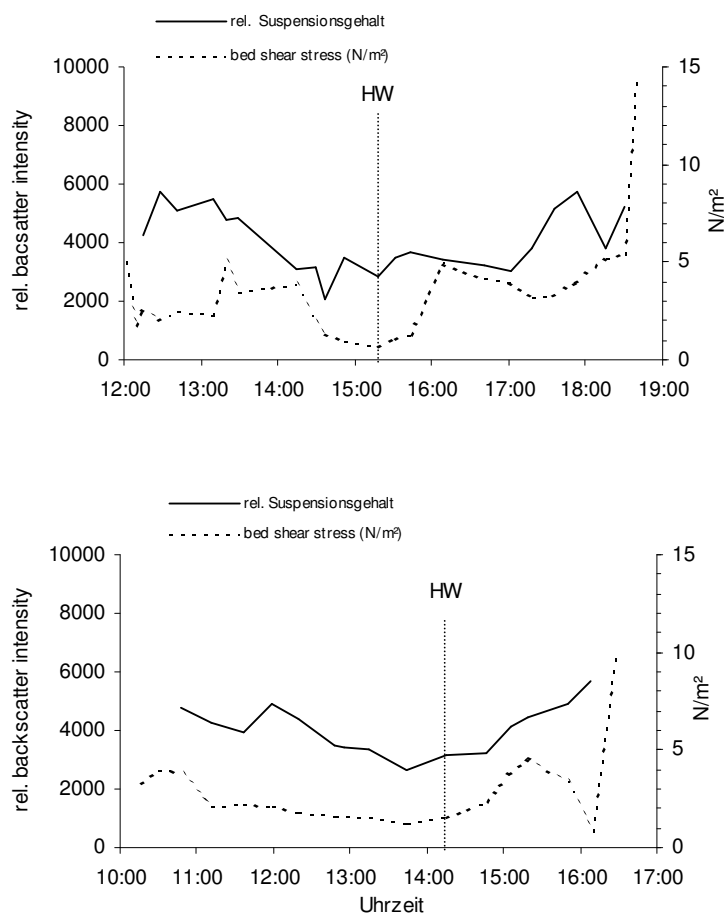 rel. Suspensionsgehalt
bed shear stress (N/m²)
rel. bacsatter intensity
N/m²
HW
10000
8000
6000
4000
2000
0
15
10
5
0
12:00 13:00 14:00 15:00 16:00 17:00 18:00 19:00
rel. Suspensionsgehalt
bed shear stress (N/m²)
rel. backscatter intensity
N/m²
HW
10000
8000
6000
4000
2000
0
15
10
5
0
10:00 11:00 12:00 13:00 14:00 15:00 16:00 17:00
Uhrzeit